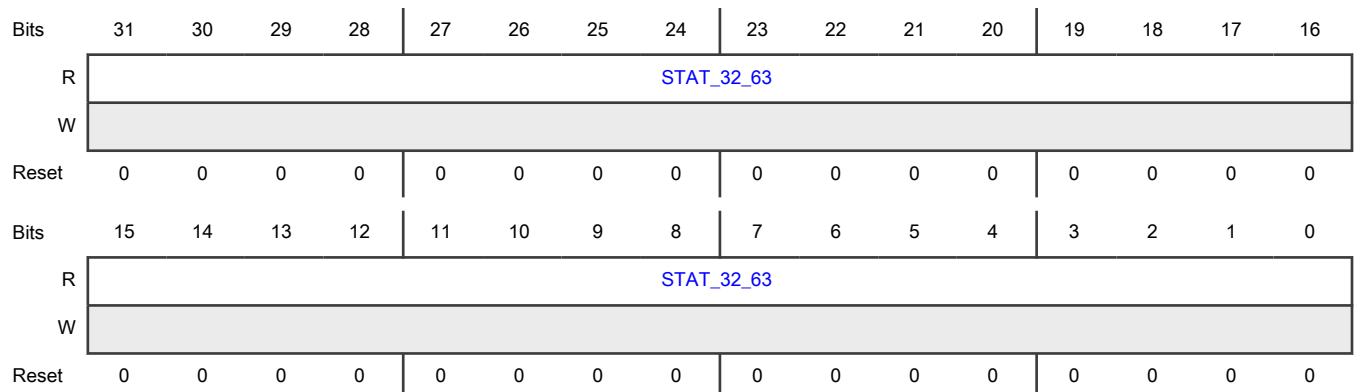 Bits 31 30 29 28 27 26 25 24 23 22 21 20 19 18 17 16
R STAT_32_63
W
Reset 0 0 0 0 0 0 0 0 0 0 0 0 0 0 0 0
Bits 15 14 13 12 11 10 9 8 7 6 5 4 3 2 1 0
R STAT_32_63
W
Reset 0 0 0 0 0 0 0 0 0 0 0 0 0 0 0 0